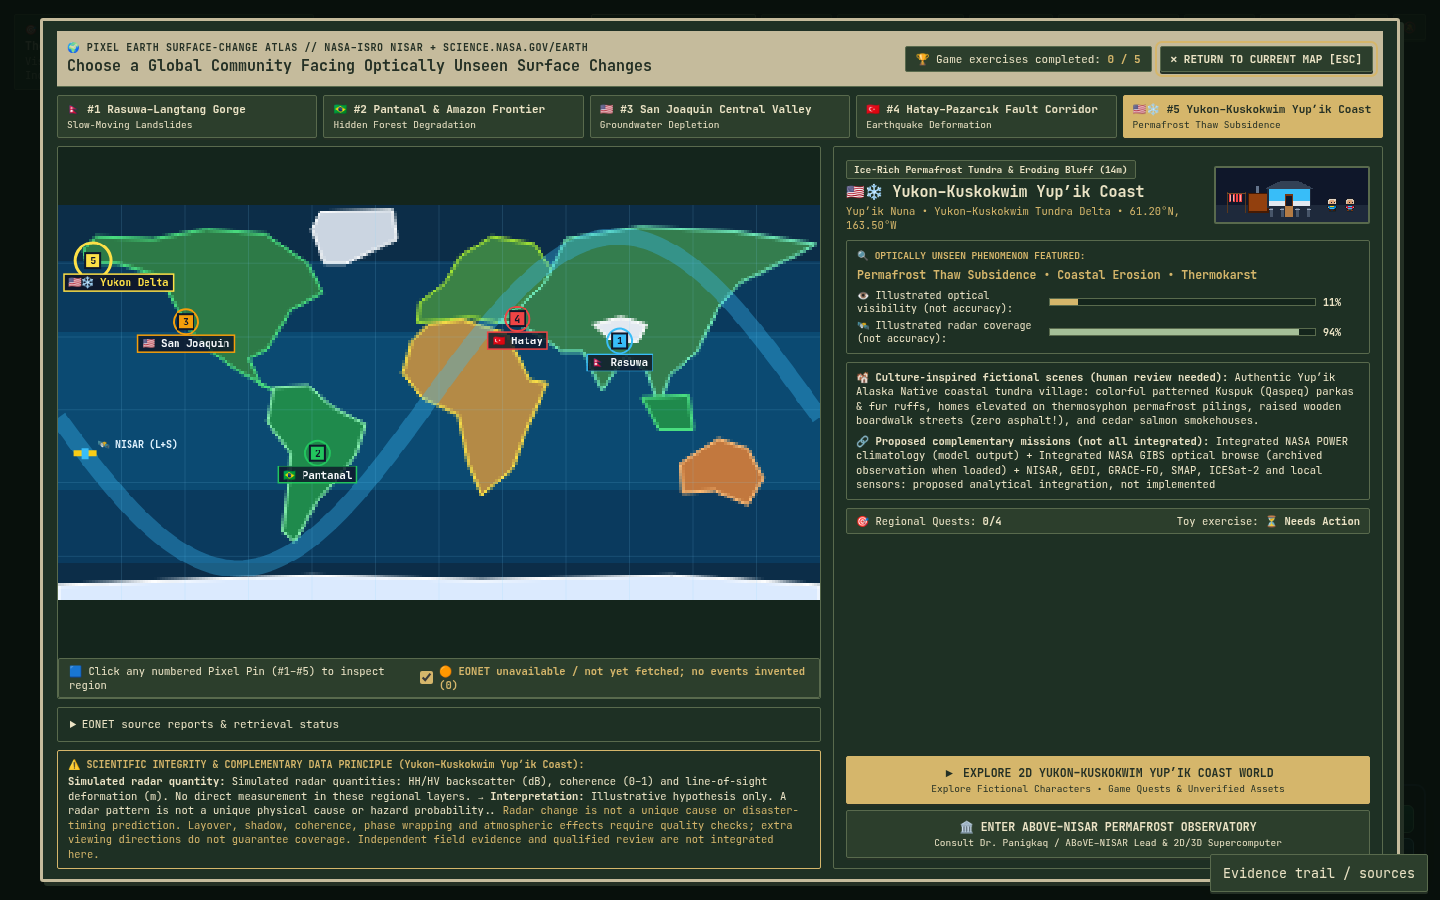 PIXEL EARTH SURFACE-CHANGE ATLAS // NASA-ISRO NISAR + SCIENCE.NASA.GOV/EARTH
Choose a Global Community Facing Optically Unseen Surface Changes
Game exercises completed: 0 / 5
× RETURN TO CURRENT MAP [ESC]
#1 Rasuwa-Langtang Gorge
Slow-Moving Landslides
#2 Pantanal & Amazon Frontier
Hidden Forest Degradation
#3 San Joaquin Central Valley
Groundwater Depletion
#4 Hatay-Pazarcık Fault Corridor
Earthquake Deformation
#5 Yukon-Kuskokwim Yup’ik Coast
Permafrost Thaw Subsidence
5
Yukon Delta
3
San Joaquin
4
Hatay
1
Rasuwa
NISAR (L+S)
2
Pantanal
Click any numbered Pixel Pin (#1-#5) to inspect
region
EONET unavailable / not yet fetched; no events invented
(0)
▶ EONET source reports & retrieval status
SCIENTIFIC INTEGRITY & COMPLEMENTARY DATA PRINCIPLE (Yukon-Kuskokwim Yup’ik Coast):
Simulated radar quantity: Simulated radar quantities: HH/HV backscatter (dB), coherence (0-1) and line-of-sight
deformation (m). No direct measurement in these regional layers. → Interpretation: Illustrative hypothesis only. A
radar pattern is not a unique physical cause or hazard probability.. Radar change is not a unique cause or disaster-
timing prediction. Layover, shadow, coherence, phase wrapping and atmospheric effects require quality checks; extra
viewing directions do not guarantee coverage. Independent field evidence and qualified review are not integrated
here.
Ice-Rich Permafrost Tundra & Eroding Bluff (14m)
Yukon-Kuskokwim Yup’ik Coast
Yup’ik Nuna • Yukon-Kuskokwim Tundra Delta • 61.20°N,
163.50°W
OPTICALLY UNSEEN PHENOMENON FEATURED:
Permafrost Thaw Subsidence • Coastal Erosion • Thermokarst
Illustrated optical
visibility (not accuracy):
11%
Illustrated radar coverage
(not accuracy):
94%
Culture-inspired fictional scenes (human review needed): Authentic Yup’ik
Alaska Native coastal tundra village: colorful patterned Kuspuk (Qaspeq) parkas
& fur ruffs, homes elevated on thermosyphon permafrost pilings, raised wooden
boardwalk streets (zero asphalt!), and cedar salmon smokehouses.
Proposed complementary missions (not all integrated): Integrated NASA POWER
climatology (model output) + Integrated NASA GIBS optical browse (archived
observation when loaded) + NISAR, GEDI, GRACE-FO, SMAP, ICESat-2 and local
sensors: proposed analytical integration, not implemented
Regional Quests: 0/4
Toy exercise: Needs Action
▶ EXPLORE 2D YUKON-KUSKOKWIM YUP’IK COAST WORLD
Explore Fictional Characters • Game Quests & Unverified Assets
ENTER ABOVE-NISAR PERMAFROST OBSERVATORY
Consult Dr. Panigkaq / ABoVE-NISAR Lead & 2D/3D Supercomputer
Evidence trail / sources